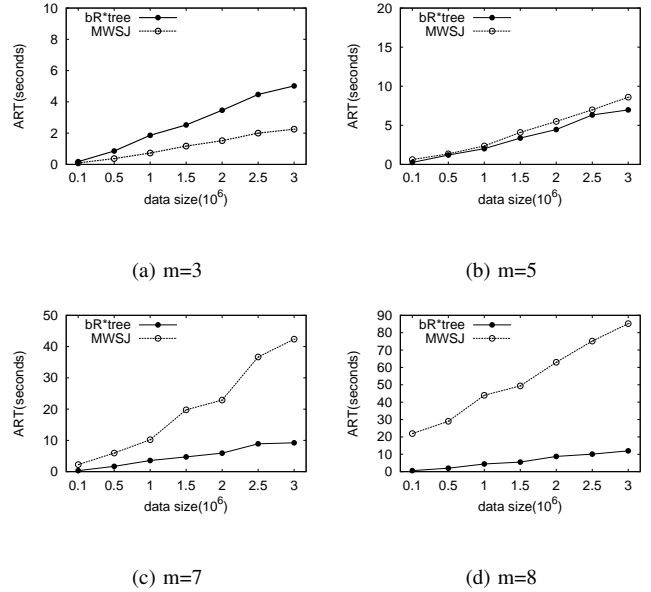 bR*tree
MWSJ
10
8
6
4
2
0
ART(seconds)
0.1 0.5 1 1.5 2 2.5 3
data size(10^6)
(a) m=3
bR*tree
MWSJ
20
15
10
5
0
ART(seconds)
0.1 0.5 1 1.5 2 2.5 3
data size(10^6)
(b) m=5
bR*tree
MWSJ
50
40
30
20
10
0
ART(seconds)
0.1 0.5 1 1.5 2 2.5 3
data size(10^6)
(c) m=7
bR*tree
MWSJ
90
80
70
60
50
40
30
20
10
0
ART(seconds)
0.1 0.5 1 1.5 2 2.5 3
data size(10^6)
(d) m=8